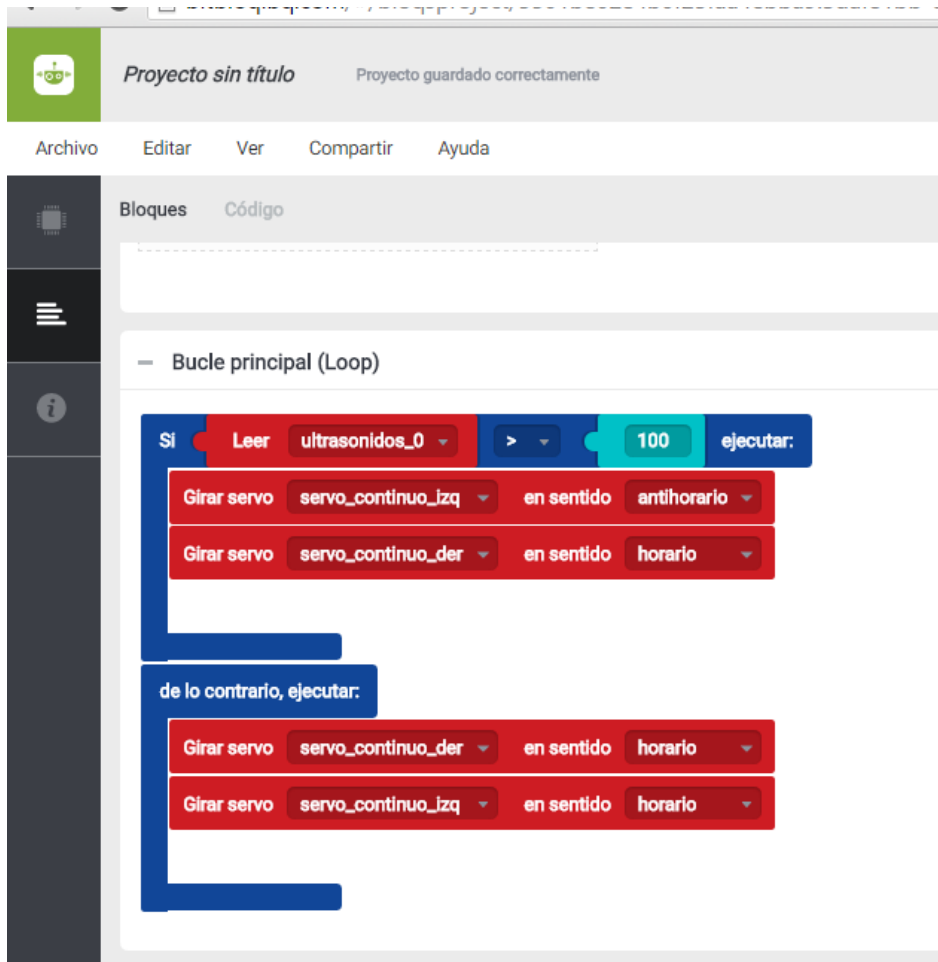 Proyecto sin título Proyecto guardado correctamente
Archivo Editar Ver Compartir Ayuda
Bloques Código
Bucle principal (Loop)
Si Leer ultrasonidos_0 > 100 ejecutar:
Girar servo servo_continuo_izq en sentido antihorario
Girar servo servo_continuo_der en sentido horario
de lo contrario, ejecutar:
Girar servo servo_continuo_der en sentido horario
Girar servo servo_continuo_izq en sentido horario